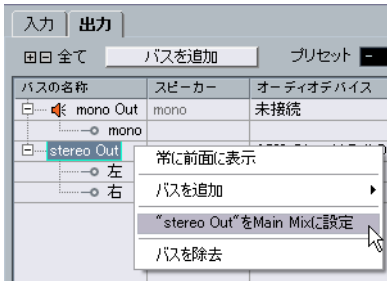 入力 出力
全て バスを追加 プリセット -
バスの名称 スピーカー オーディオデバイス
mono Out mono 未接続
mono
stereo Out
常に前面に表示
左
バスを追加
右
"stereo Out"をMain Mixに設定
バスを除去